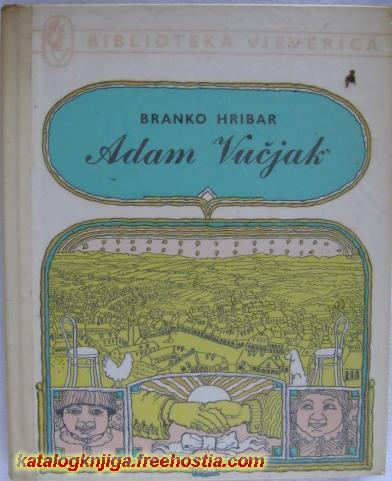 BIBLIOTEKA VJEVERICA
BRANKO HRIBAR
Adam Vučjak
katalogknjiga.freehostia.com